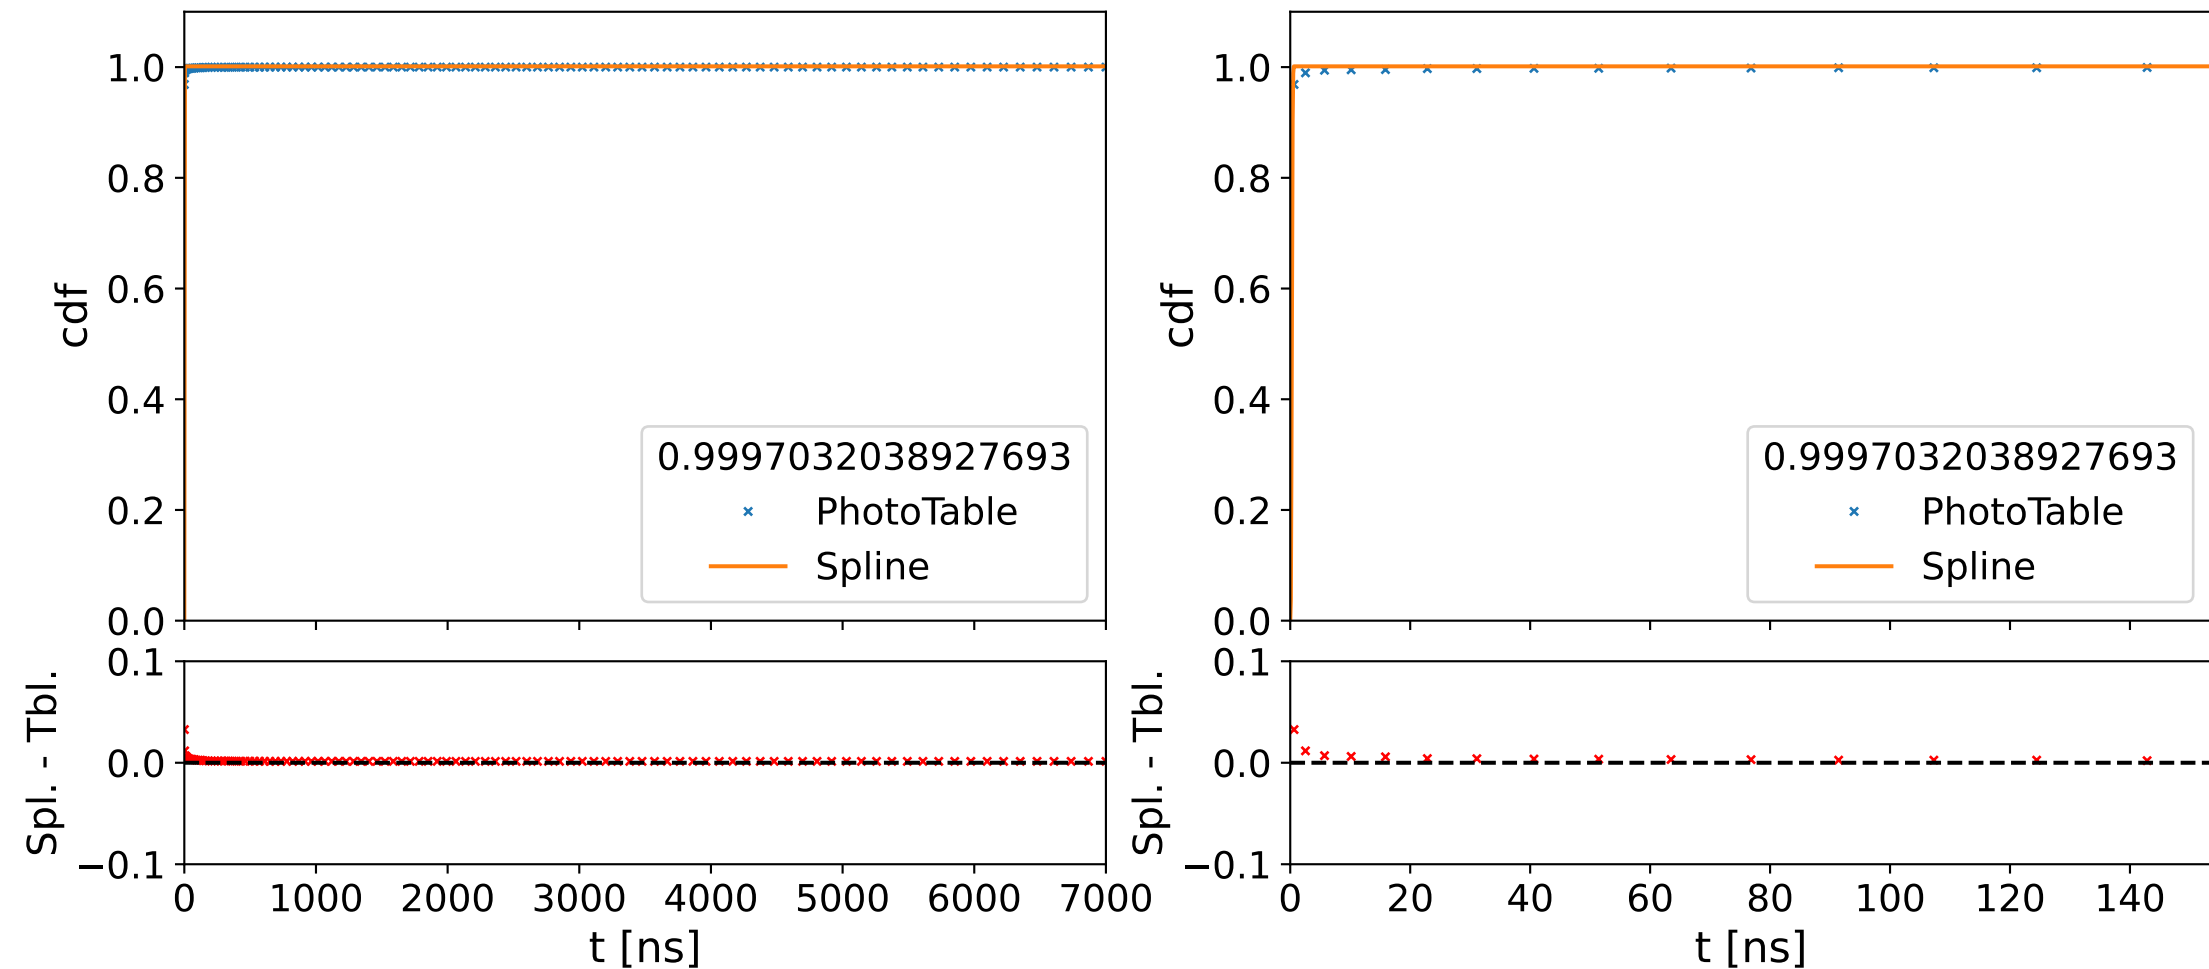 cdf
1.0
0.8
0.6
0.4
0.2
0.0
0.9997032038927693
PhotoTable
Spline
Spl. - Tbl.
0.1
0.0
−0.1
0 1000 2000 3000 4000 5000 6000 7000
t [ns]
cdf
1.0
0.8
0.6
0.4
0.2
0.0
0.9997032038927693
PhotoTable
Spline
Spl. - Tbl.
0.1
0.0
−0.1
0 20 40 60 80 100 120 140
t [ns]